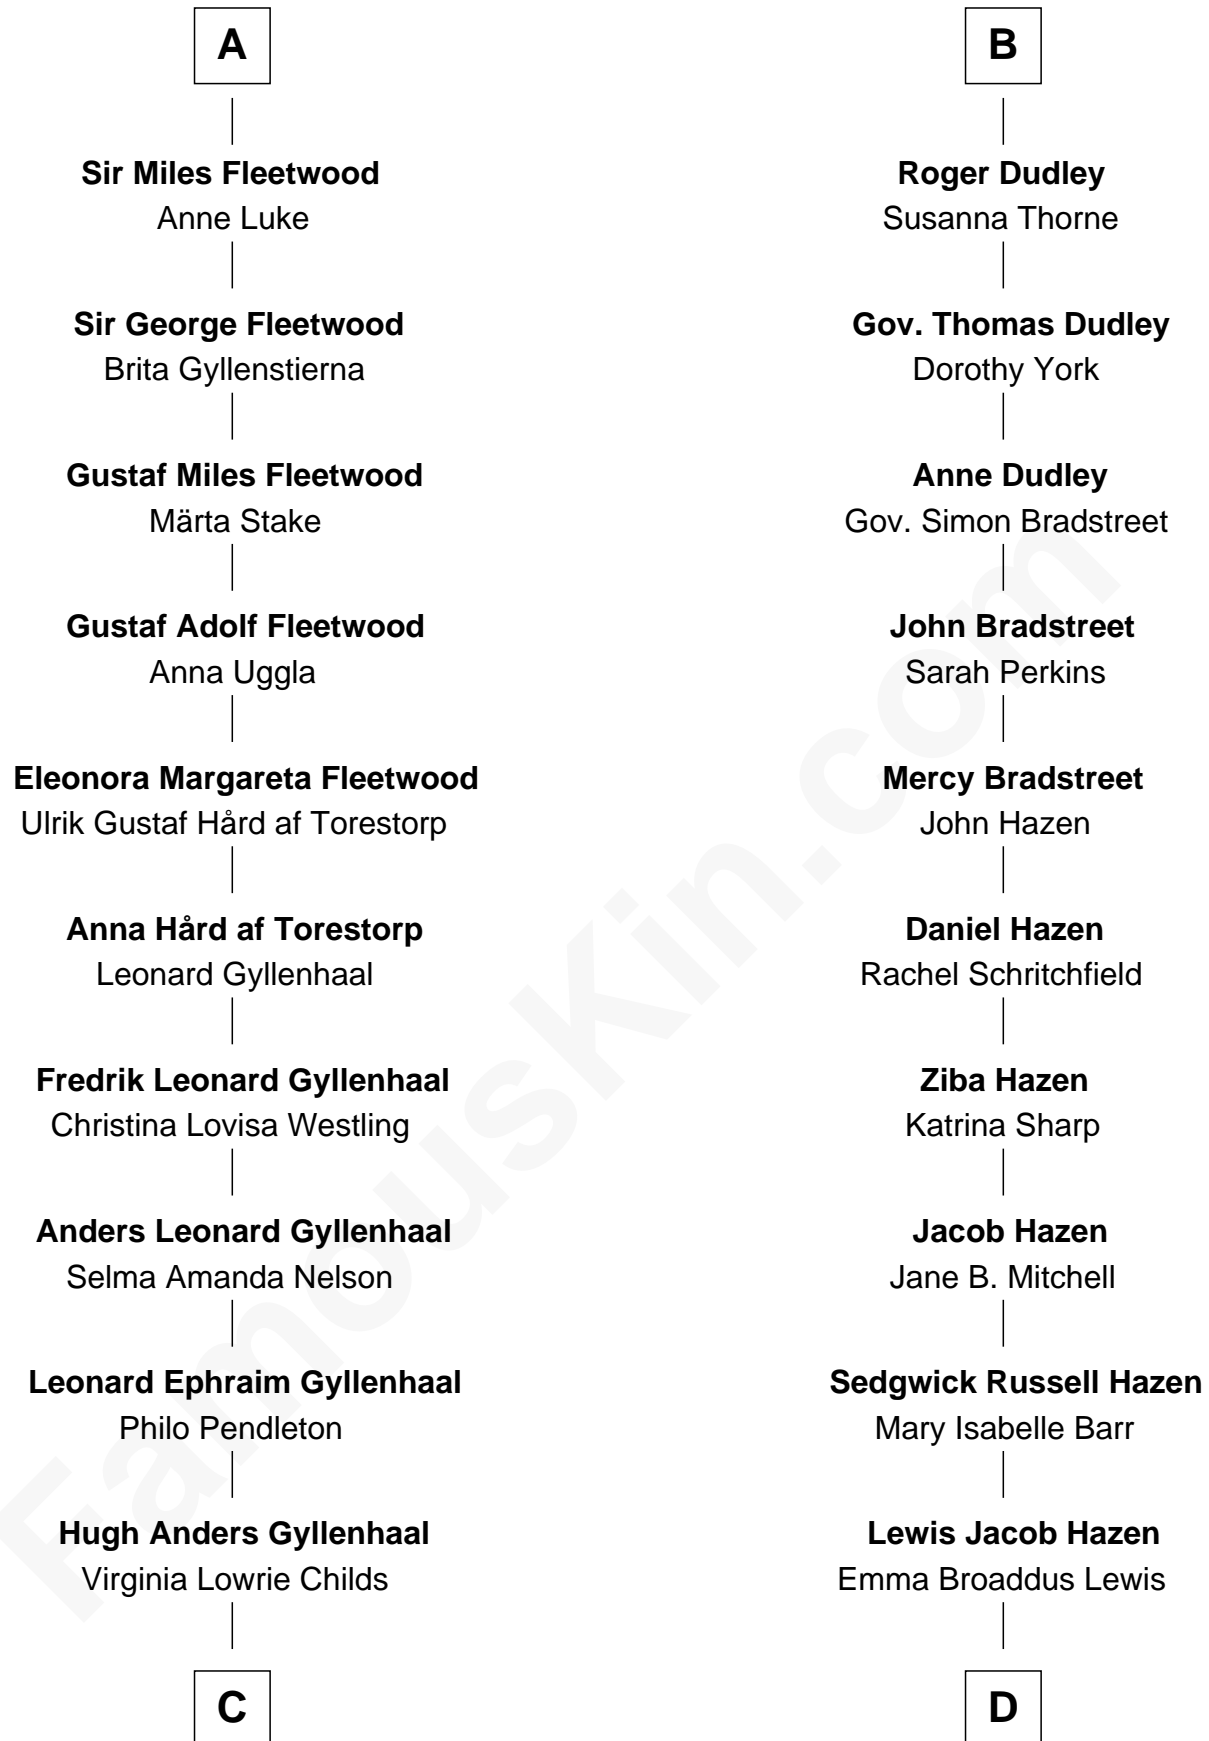 A
Sir Miles Fleetwood
Anne Luke
Sir George Fleetwood
Brita Gyllenstierna
Gustaf Miles Fleetwood
Märta Stake
Gustaf Adolf Fleetwood
Anna Uggla
Eleonora Margareta Fleetwood
Ulrik Gustaf Hård af Torestorp
Anna Hård af Torestorp
Leonard Gyllenhaal
Fredrik Leonard Gyllenhaal
Christina Lovisa Westling
Anders Leonard Gyllenhaal
Selma Amanda Nelson
Leonard Ephraim Gyllenhaal
Philo Pendleton
Hugh Anders Gyllenhaal
Virginia Lowrie Childs
C
B
Roger Dudley
Susanna Thorne
Gov. Thomas Dudley
Dorothy York
Anne Dudley
Gov. Simon Bradstreet
John Bradstreet
Sarah Perkins
Mercy Bradstreet
John Hazen
Daniel Hazen
Rachel Schritchfield
Ziba Hazen
Katrina Sharp
Jacob Hazen
Jane B. Mitchell
Sedgwick Russell Hazen
Mary Isabelle Barr
Lewis Jacob Hazen
Emma Broaddus Lewis
D
FamousKin.com